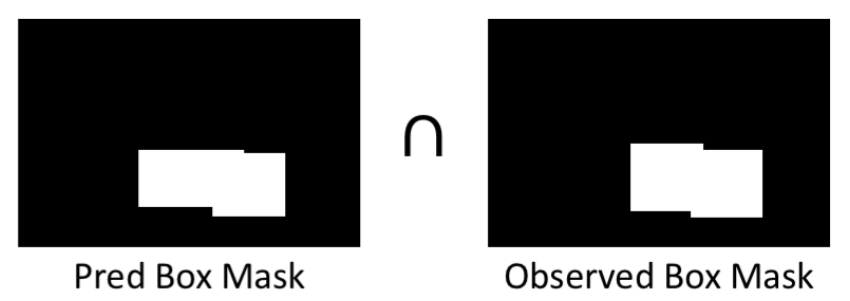 ∩
Pred Box Mask
Observed Box Mask